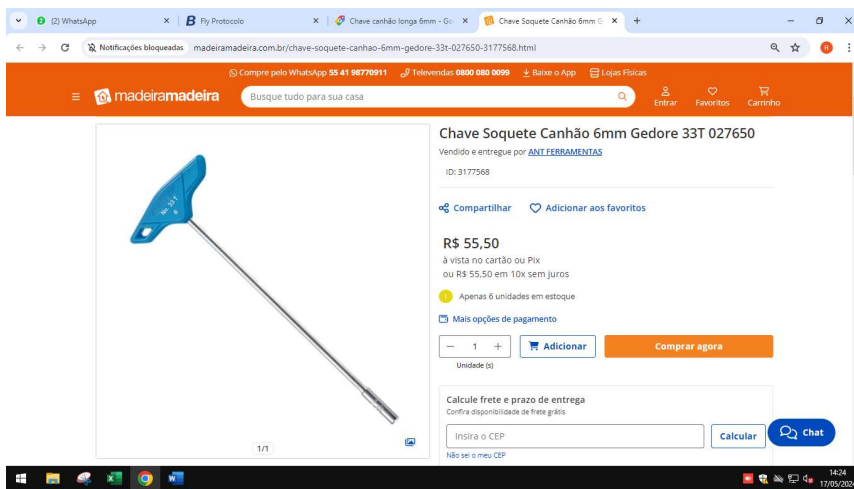 (2) WhatsApp
Fly Protocolo
Chave canhão longa 6mm - Go
Chave Soquete Canhão 6mm G
Notificações bloqueadas
madeiramadeira.com.br/chave-soquete-canhao-6mm-gedore-33t-027650-3177568.html
R
Compre pelo WhatsApp 55 41 98770911
Televendas 0800 080 0099
Baixe o App
Lojas Físicas
madeiramadeira
Busque tudo para sua casa
Entrar
Favoritos
Carrinho
No. 33 T
6
1/1
Chave Soquete Canhão 6mm Gedore 33T 027650
Vendido e entregue por ANT FERRAMENTAS
ID: 3177568
Compartilhar
Adicionar aos favoritos
R$ 55,50
à vista no cartão ou Pix
ou R$ 55,50 em 10x sem juros
Apenas 6 unidades em estoque
Mais opções de pagamento
1
Adicionar
Comprar agora
Unidade (s)
Calcule frete e prazo de entrega
Confira disponibilidade de frete grátis
Insira o CEP
Calcular
Não sei o meu CEP
Chat
14:24
17/05/2024